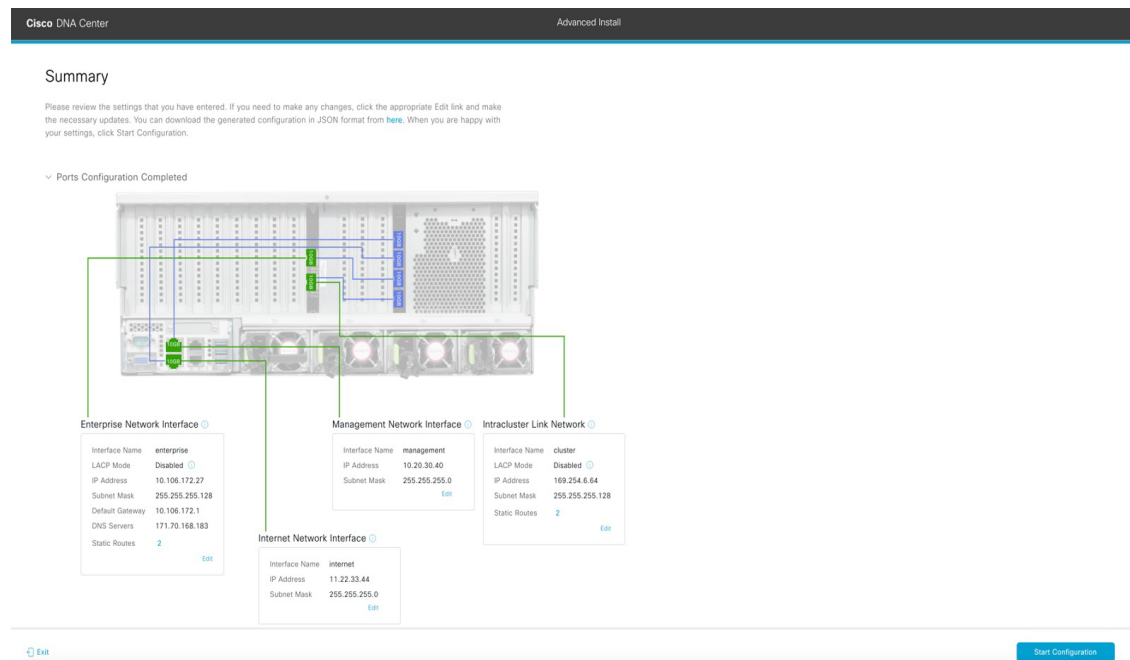 Cisco DNA Center
Advanced Install
Summary
Please review the settings that you have entered. If you need to make any changes, click the appropriate Edit link and make
the necessary updates. You can download the generated configuration in JSON format from here. When you are happy with
your settings, click Start Configuration.
Ports Configuration Completed
10GB
10GB
10GB
10GB
10GB
10GB
10GB
10GB
Enterprise Network Interface
Interface Name enterprise
LACP Mode Disabled
IP Address 10.106.172.27
Subnet Mask 255.255.255.128
Default Gateway 10.106.172.1
DNS Servers 171.70.168.183
Static Routes 2
Edit
Management Network Interface
Interface Name management
IP Address 10.20.30.40
Subnet Mask 255.255.255.0
Edit
Intracluster Link Network
Interface Name cluster
LACP Mode Disabled
IP Address 169.254.6.64
Subnet Mask 255.255.255.128
Static Routes 2
Edit
Internet Network Interface
Interface Name internet
IP Address 11.22.33.44
Subnet Mask 255.255.255.0
Edit
Exit
Start Configuration